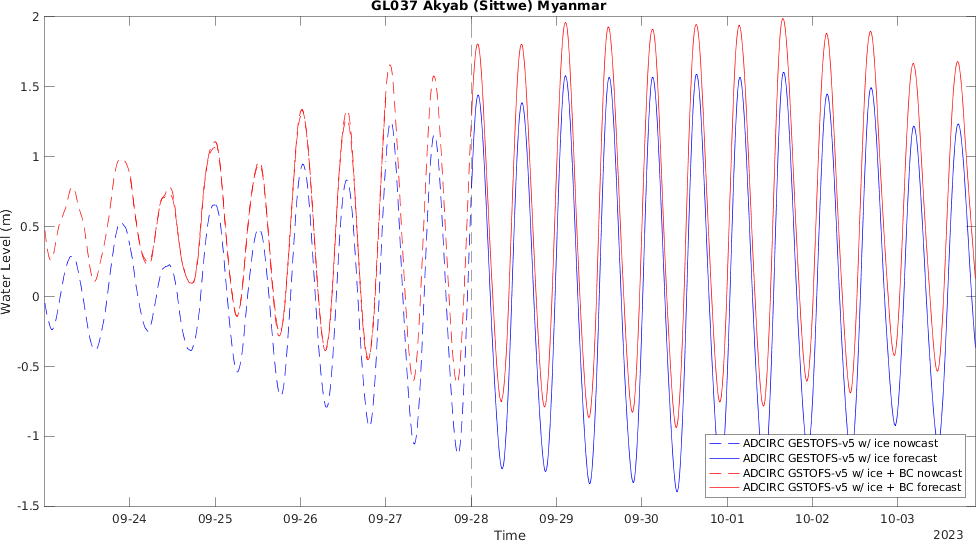 GL037 Akyab (Sittwe) Myanmar
2
1.5
1
0.5
0
-0.5
-1
-1.5
Water Level (m)
ADCIRC GESTOFS-v5 w/ ice nowcast
ADCIRC GESTOFS-v5 w/ ice forecast
ADCIRC GSTOFS-v5 w/ ice + BC nowcast
ADCIRC GSTOFS-v5 w/ ice + BC forecast
09-24 09-25 09-26 09-27 09-28 09-29 09-30 10-01 10-02 10-03
Time
2023